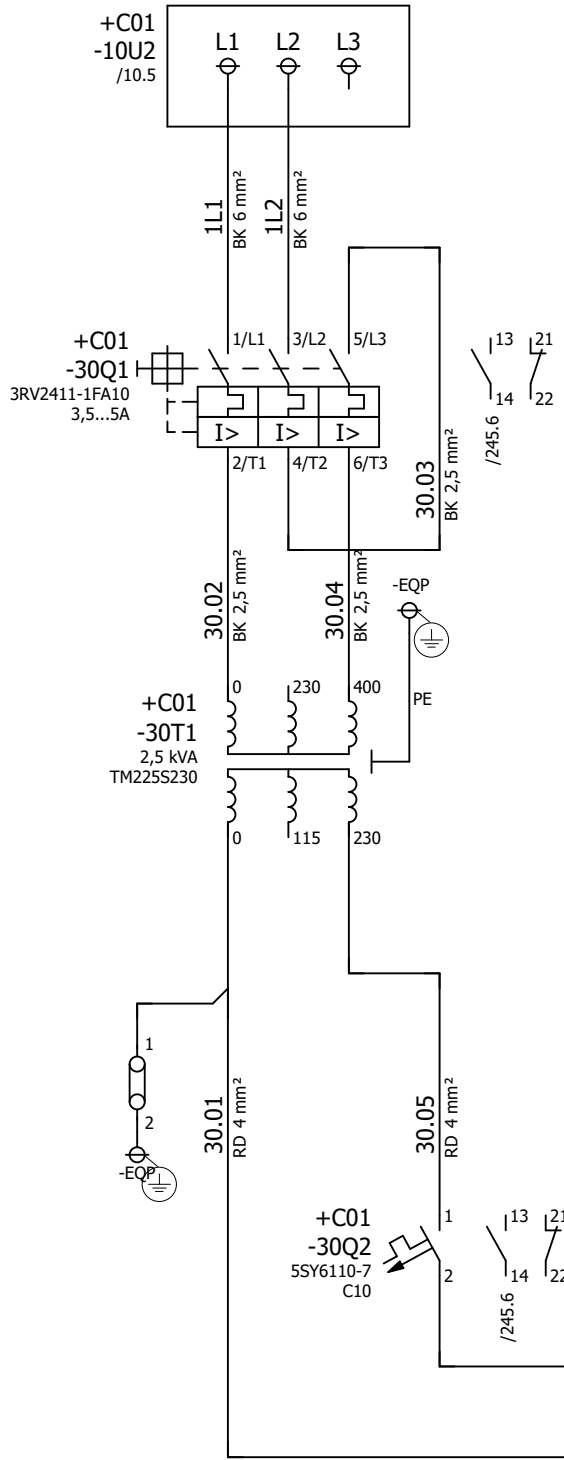 +C01
-10U2
/10.5
L1 L2 L3
1L1
BK 6 mm²
1L2
BK 6 mm²
+C01
-30Q1
3RV2411-1FA10
3,5...5A
1/L1 3/L2 5/L3
I> I> I>
2/T1 4/T2 6/T3
13 21
14 22
/245.6
30.03
BK 2,5 mm²
30.02
BK 2,5 mm²
30.04
BK 2,5 mm²
-EQP
PE
+C01
-30T1
2,5 kVA
TM225S230
0 230 400
0 115 230
1
2
-EQP
30.01
RD 4 mm²
30.05
RD 4 mm²
+C01
-30Q2
5SY6110-7
C10
1
2
13 21
14 22
/245.6